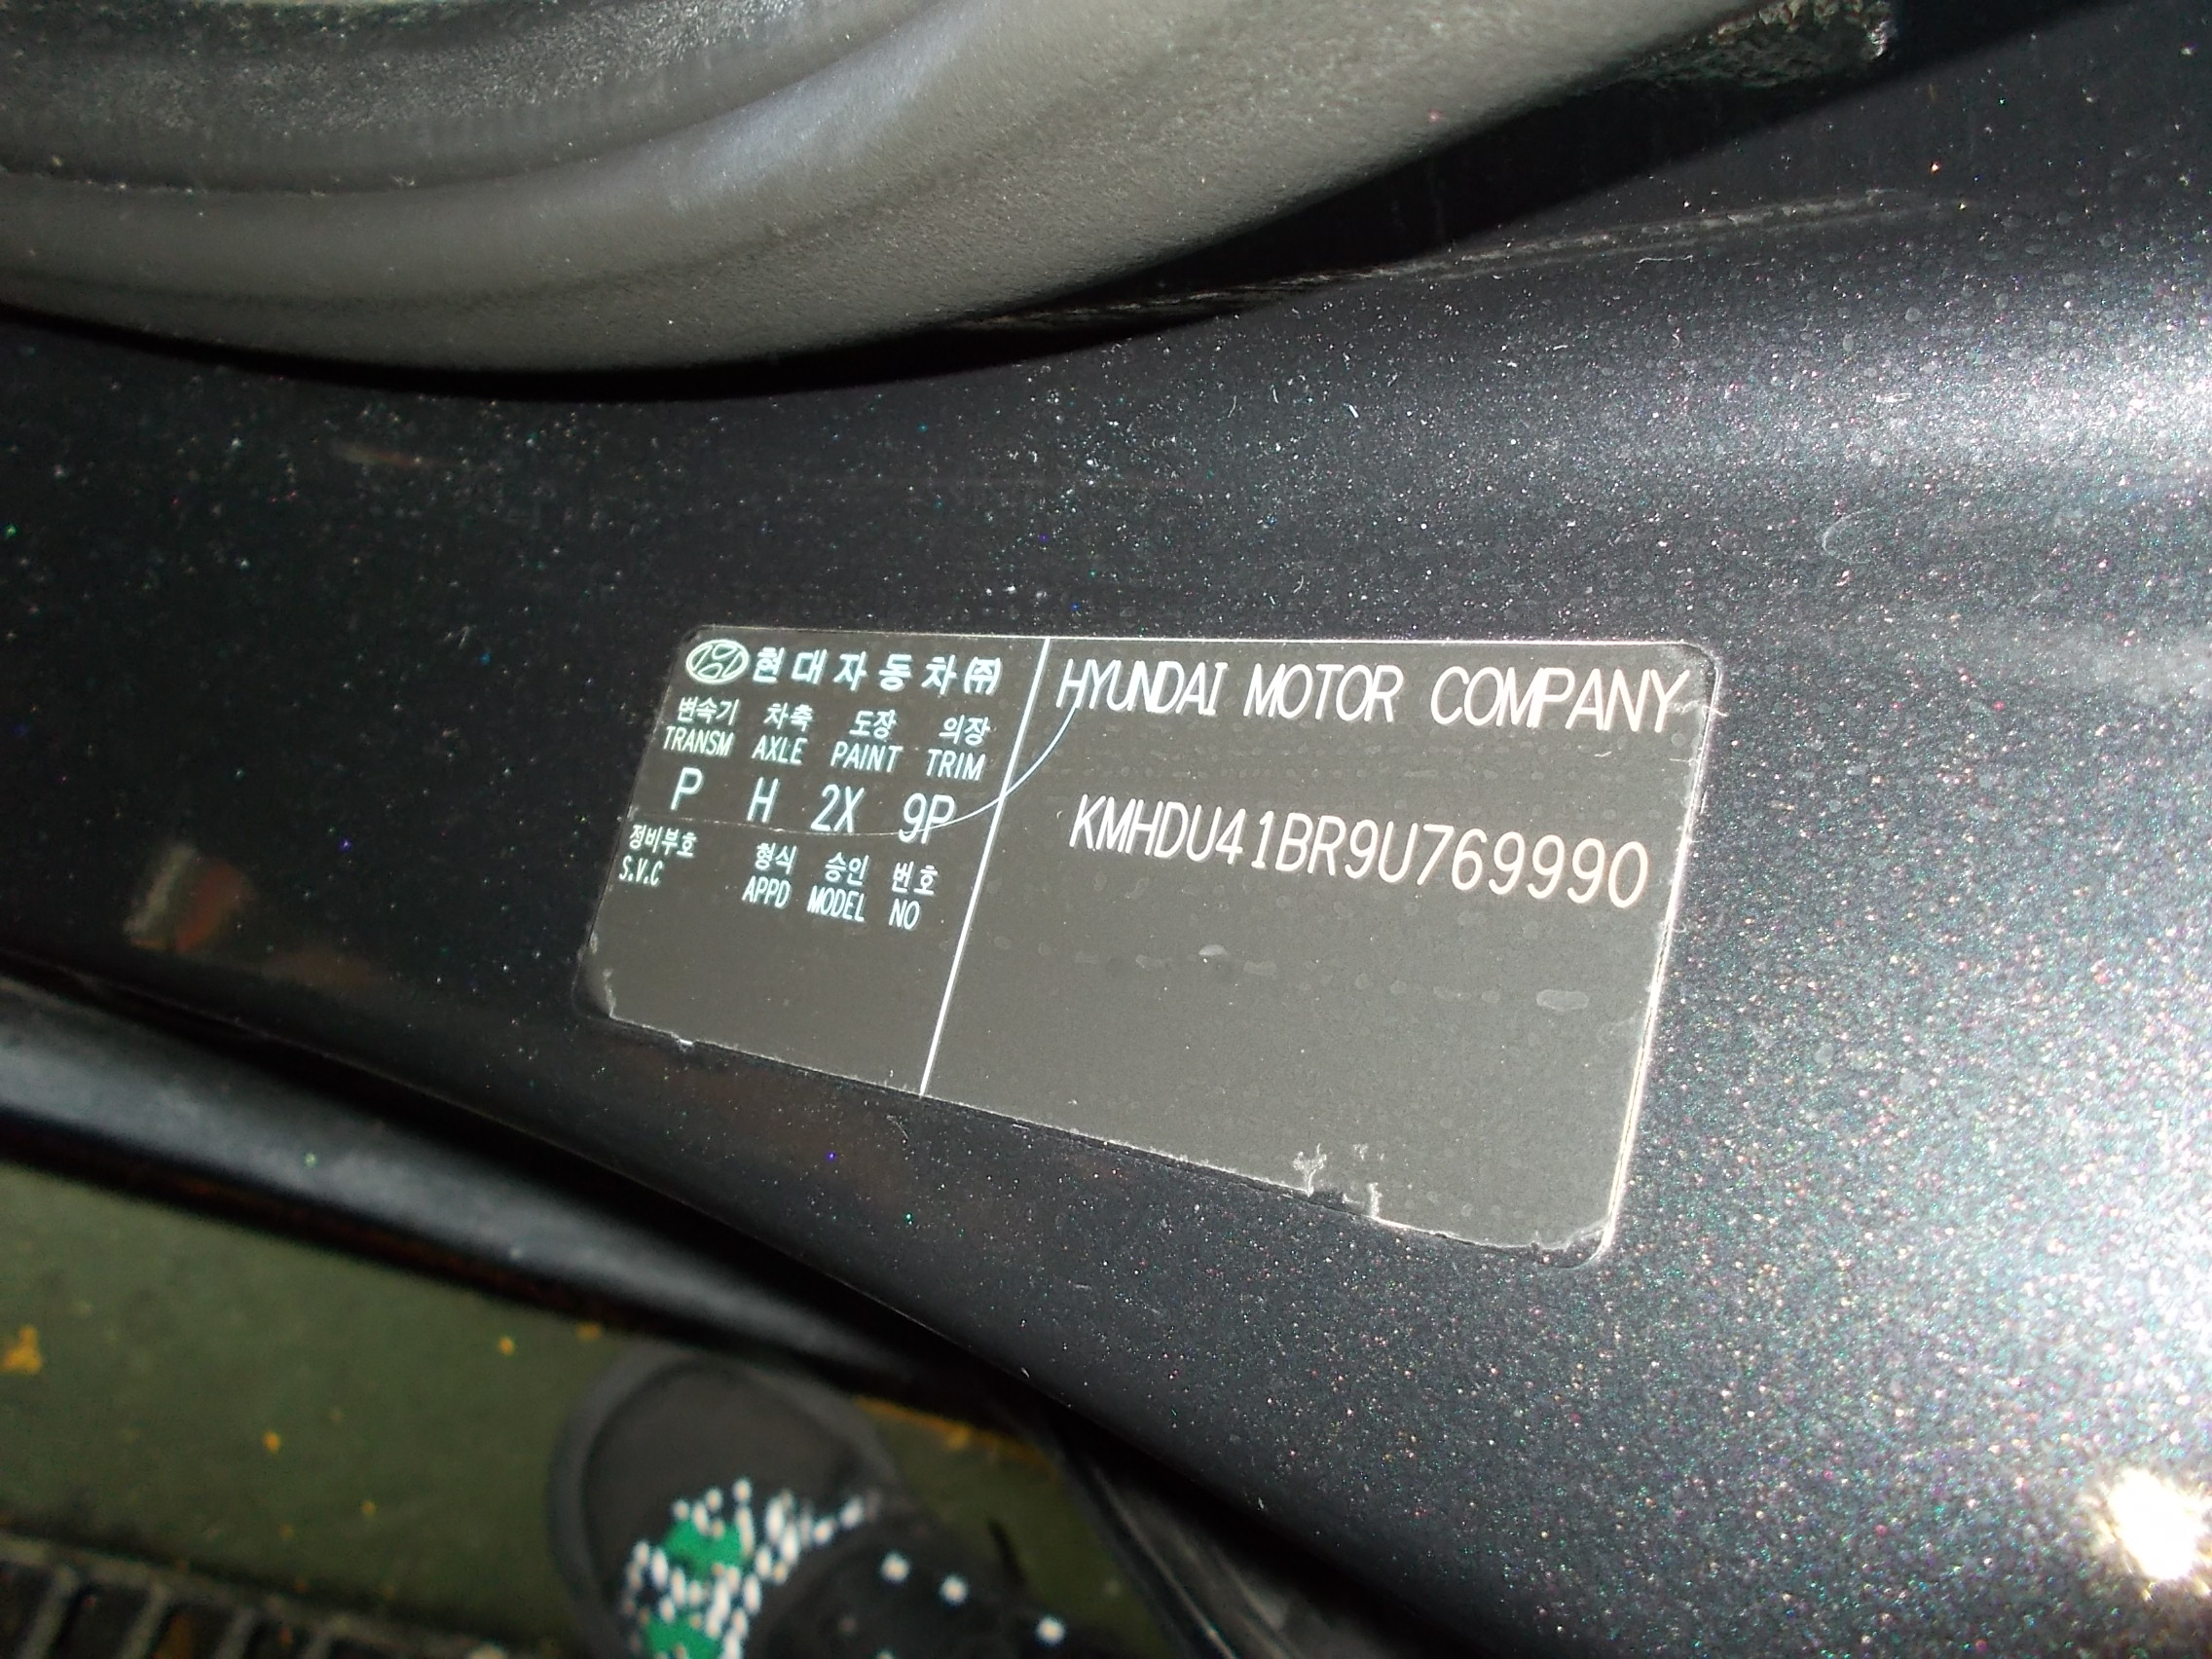 현대자동차㈜
변속기 차축 도장 의장
TRANSM AXLE PAINT TRIM
P H 2X 9P
정비부호 형식 승인 번호
S.V.C APPD MODEL NO
HYUNDAI MOTOR COMPANY
KMHDU41BR9U769990